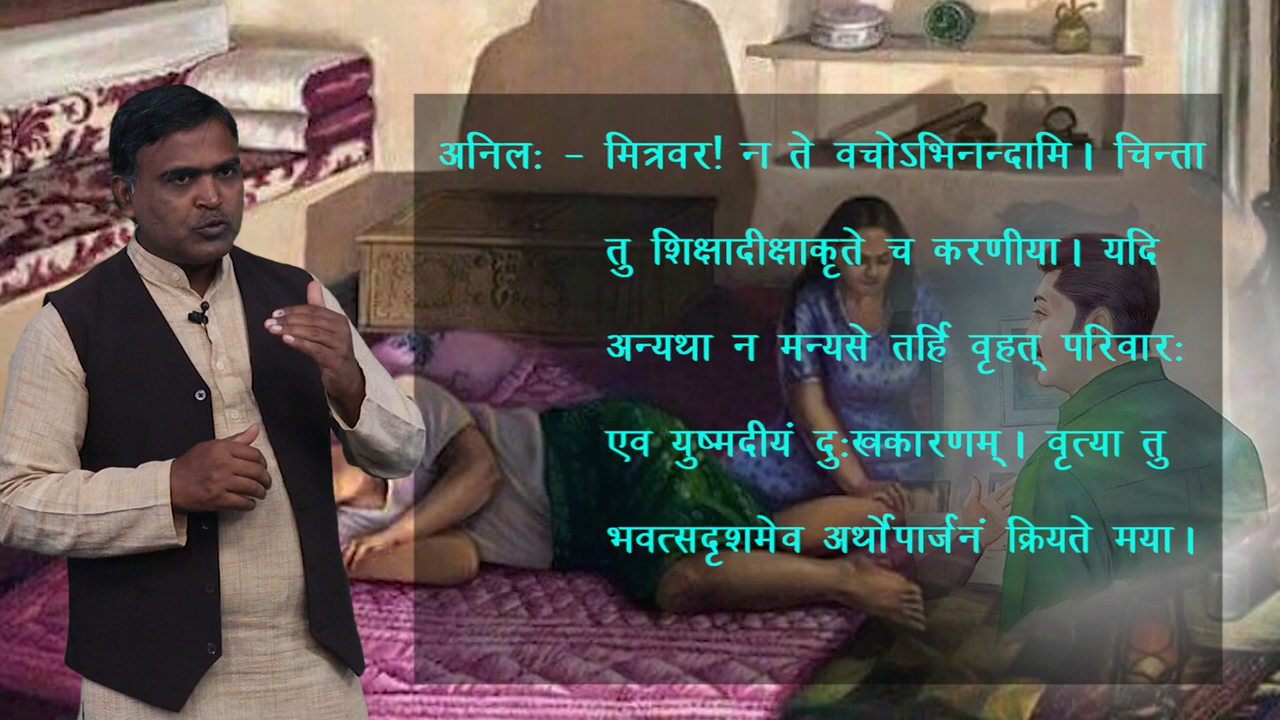 अनिल: - मित्रवर! न ते वचोऽभिनन्दामि। चिन्ता
तु शिक्षादीक्षाकृते च करणीया। यदि
अन्यथा न मन्यसे तर्हि वृहत् परिवार:
एव युष्मदीयं दु:खकारणम्। वृत्या तु
भवत्सदृशमेव अर्थोपार्जनं क्रियते मया।